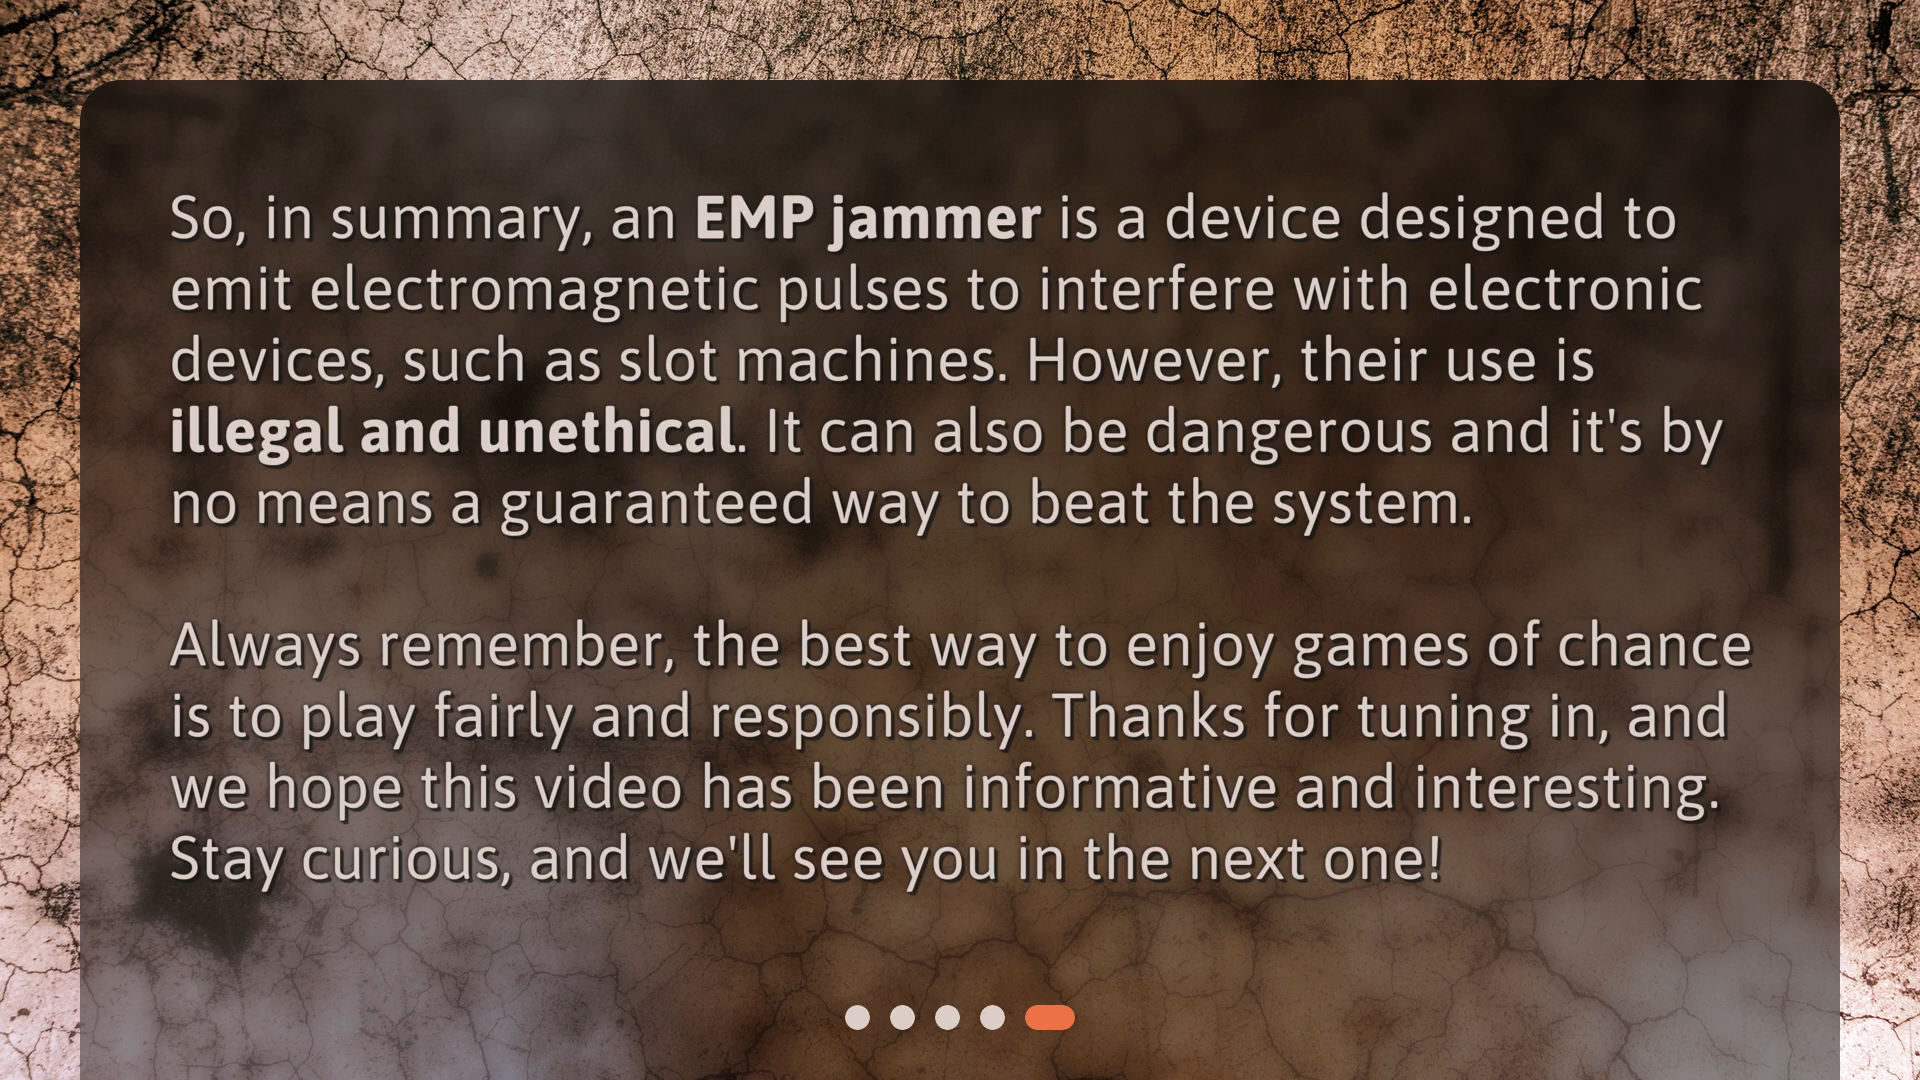 So, in summary, an EMP jammer is a device designed to
emit electromagnetic pulses to interfere with electronic
devices, such as slot machines. However, their use is
illegal and unethical. It can also be dangerous and it's by
no means a guaranteed way to beat the system.
Always remember, the best way to enjoy games of chance
is to play fairly and responsibly. Thanks for tuning in, and
we hope this video has been informative and interesting.
Stay curious, and we'll see you in the next one!